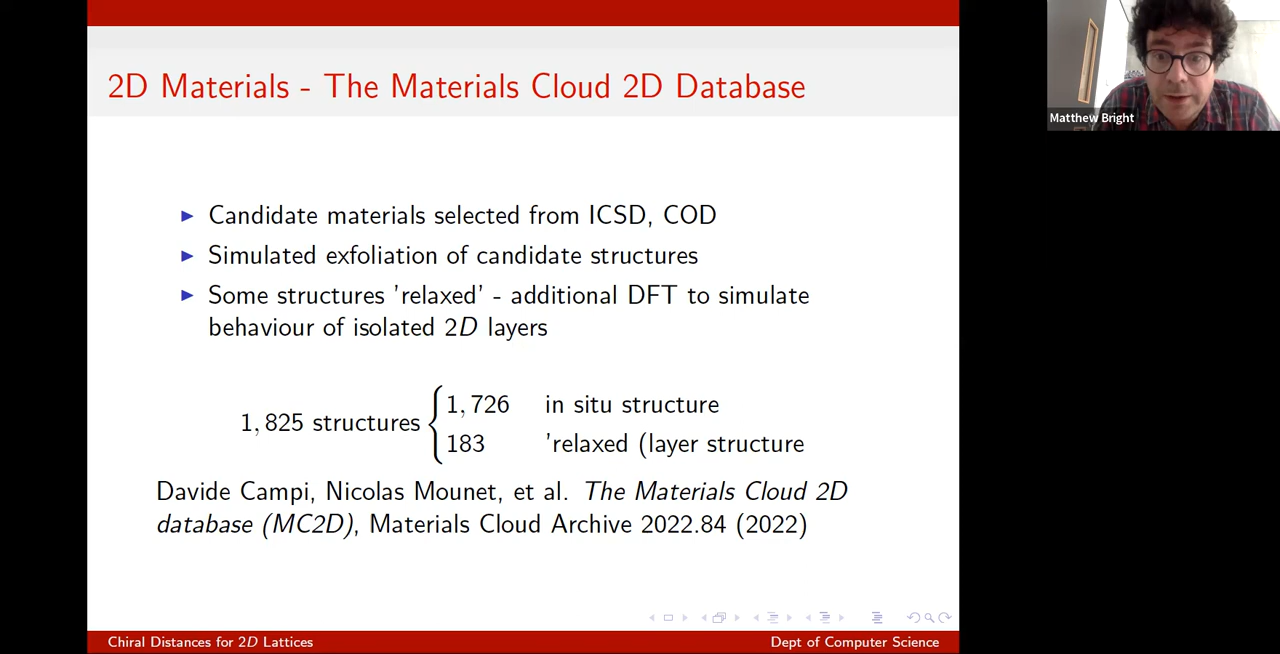 2D Materials - The Materials Cloud 2D Database
Matthew Bright
▶ Candidate materials selected from ICSD, COD
▶ Simulated exfoliation of candidate structures
▶ Some structures 'relaxed' - additional DFT to simulate
behaviour of isolated 2D layers
1, 825 structures { 1, 726 in situ structure
183 'relaxed (layer structure
Davide Campi, Nicolas Mounet, et al. The Materials Cloud 2D
database (MC2D), Materials Cloud Archive 2022.84 (2022)
Chiral Distances for 2D Lattices
Dept of Computer Science